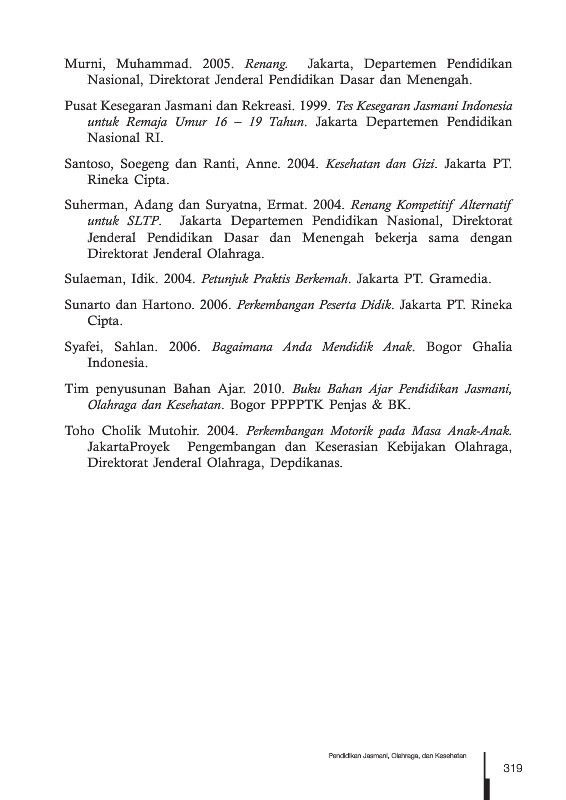 Murni, Muhammad. 2005. Renang. Jakarta, Departemen Pendidikan
Nasional, Direktorat Jenderal Pendidikan Dasar dan Menengah.
Pusat Kesegaran Jasmani dan Rekreasi. 1999. Tes Kesegaran Jasmani Indonesia
untuk Remaja Umur 16 – 19 Tahun. Jakarta Departemen Pendidikan
Nasional RI.
Santoso, Soegeng dan Ranti, Anne. 2004. Kesehatan dan Gizi. Jakarta PT.
Rineka Cipta.
Suherman, Adang dan Suryatna, Ermat. 2004. Renang Kompetitif Alternatif
untuk SLTP. Jakarta Departemen Pendidikan Nasional, Direktorat
Jenderal Pendidikan Dasar dan Menengah bekerja sama dengan
Direktorat Jenderal Olahraga.
Sulaeman, Idik. 2004. Petunjuk Praktis Berkemah. Jakarta PT. Gramedia.
Sunarto dan Hartono. 2006. Perkembangan Peserta Didik. Jakarta PT. Rineka
Cipta.
Syafei, Sahlan. 2006. Bagaimana Anda Mendidik Anak. Bogor Ghalia
Indonesia.
Tim penyusunan Bahan Ajar. 2010. Buku Bahan Ajar Pendidikan Jasmani,
Olahraga dan Kesehatan. Bogor PPPPTK Penjas & BK.
Toho Cholik Mutohir. 2004. Perkembangan Motorik pada Masa Anak-Anak.
JakartaProyek Pengembangan dan Keserasian Kebijakan Olahraga,
Direktorat Jenderal Olahraga, Depdikanas.
Pendidikan Jasmani, Olahraga, dan Kasehatan
319